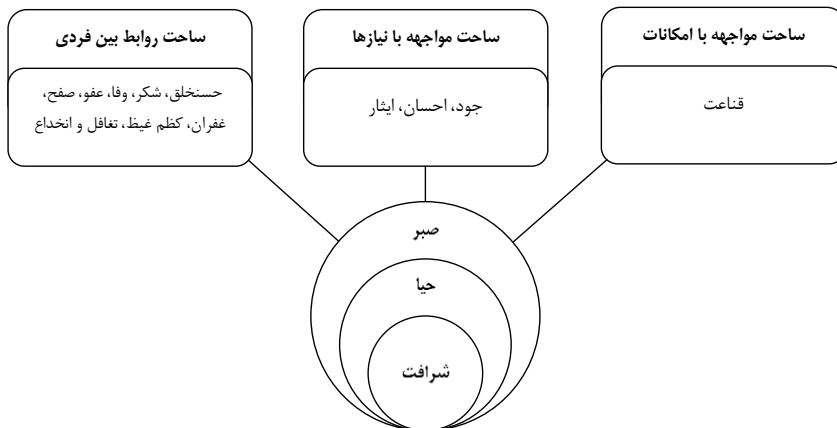 ساحت مواجهه با امکانات
قناعت
ساحت مواجهه با نیازها
جود، احسان، ایثار
ساحت روابط بین فردی
حسنخلق، شکر، وفا، عفو، صفح،
غفران، کظم غیظ، تغافل و انخداع
صبر
حیا
شرافت